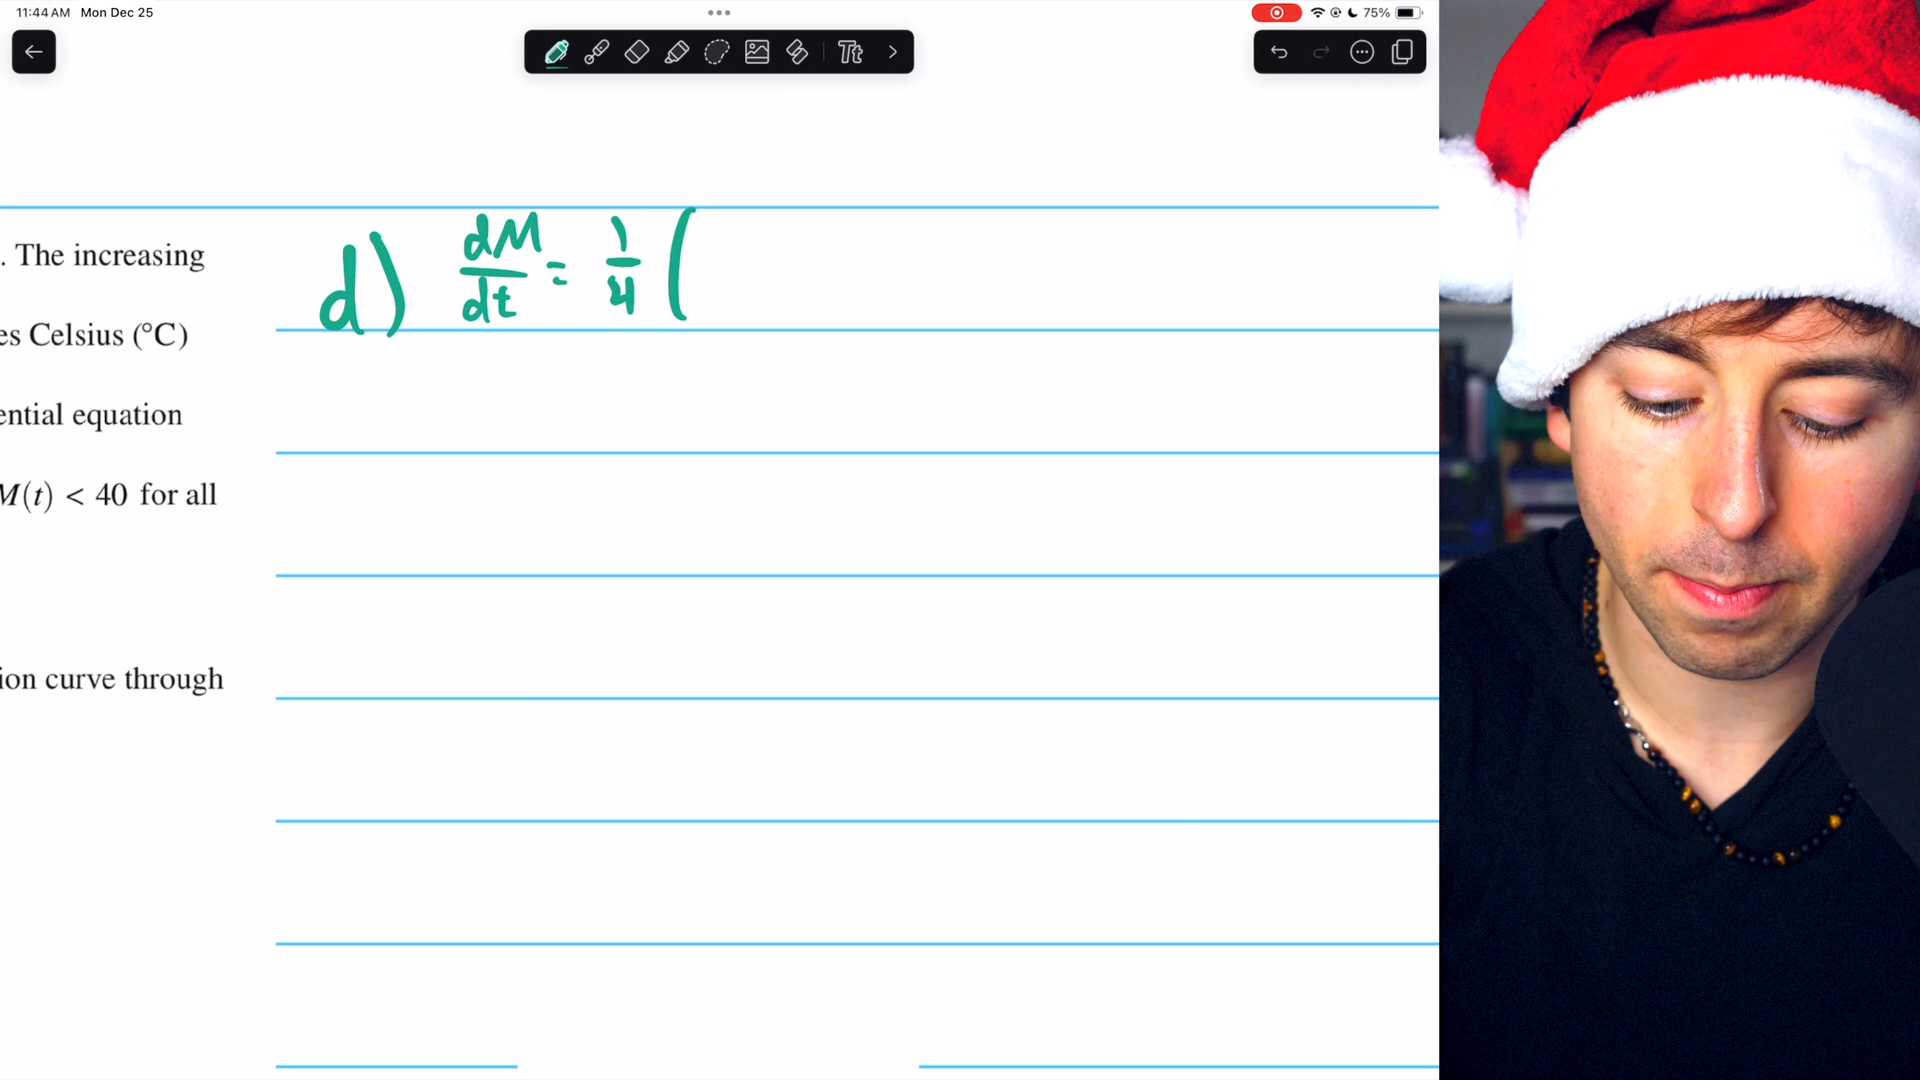 11:44 AM Mon Dec 25
75%
Tt
. The increasing
es Celsius (°C)
ential equation
M(t) < 40 for all
ion curve through
d) dM/dt = 1/4 (